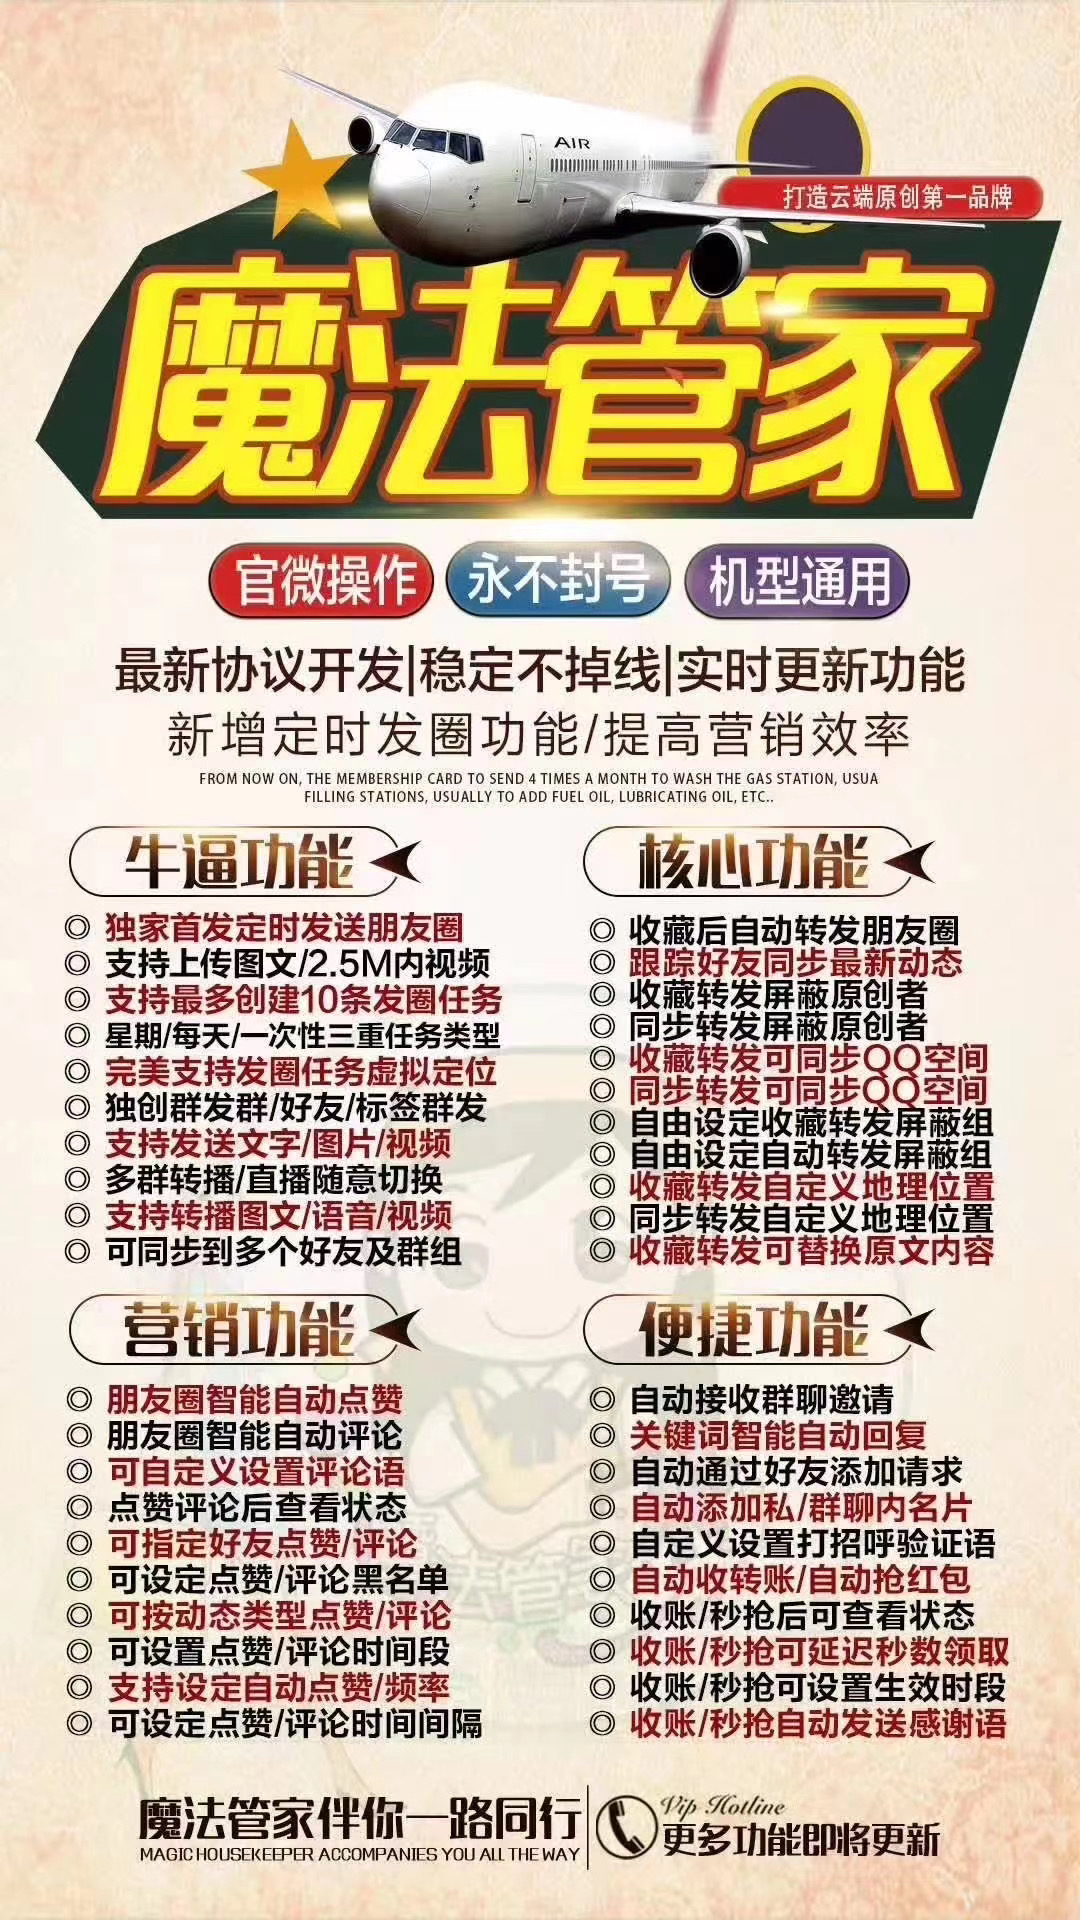 AIR
打造云端原创第一品牌
魔法管家
官微操作 永不封号 机型通用
最新协议开发|稳定不掉线|实时更新功能
新增定时发圈功能/提高营销效率
FROM NOW ON, THE MEMBERSHIP CARD TO SEND 4 TIMES A MONTH TO WASH THE GAS STATION, USUA
FILLING STATIONS, USUALLY TO ADD FUEL OIL, LUBRICATING OIL, ETC..
牛逼功能
◎ 独家首发定时发送朋友圈
◎ 支持上传图文/2.5M内视频
◎ 支持最多创建10条发圈任务
◎ 星期/每天/一次性三重任务类型
◎ 完美支持发圈任务虚拟定位
◎ 独创群发群/好友/标签群发
◎ 支持发送文字/图片/视频
◎ 多群转播/直播随意切换
◎ 支持转播图文/语音/视频
◎ 可同步到多个好友及群组
核心功能
◎ 收藏后自动转发朋友圈
◎ 跟踪好友同步最新动态
◎ 收藏转发屏蔽原创者
◎ 同步转发屏蔽原创者
◎ 收藏转发可同步QQ空间
◎ 同步转发可同步QQ空间
◎ 自由设定收藏转发屏蔽组
◎ 自由设定自动转发屏蔽组
◎ 收藏转发自定义地理位置
◎ 同步转发自定义地理位置
◎ 收藏转发可替换原文内容
营销功能
◎ 朋友圈智能自动点赞
◎ 朋友圈智能自动评论
◎ 可自定义设置评论语
◎ 点赞评论后查看状态
◎ 可指定好友点赞/评论
◎ 可设定点赞/评论黑名单
◎ 可按动态类型点赞/评论
◎ 可设置点赞/评论时间段
◎ 支持设定自动点赞/频率
◎ 可设定点赞/评论时间间隔
便捷功能
◎ 自动接收群聊邀请
◎ 关键词智能自动回复
◎ 自动通过好友添加请求
◎ 自动添加私/群聊内名片
◎ 自定义设置打招呼验证语
◎ 自动收转账/自动抢红包
◎ 收账/秒抢后可查看状态
◎ 收账/秒抢可延迟秒数领取
◎ 收账/秒抢可设置生效时段
◎ 收账/秒抢自动发送感谢语
法管家
魔法管家伴你一路同行
MAGIC HOUSEKEEPER ACCOMPANIES YOU ALL THE WAY
Vip Hotline
更多功能即将更新